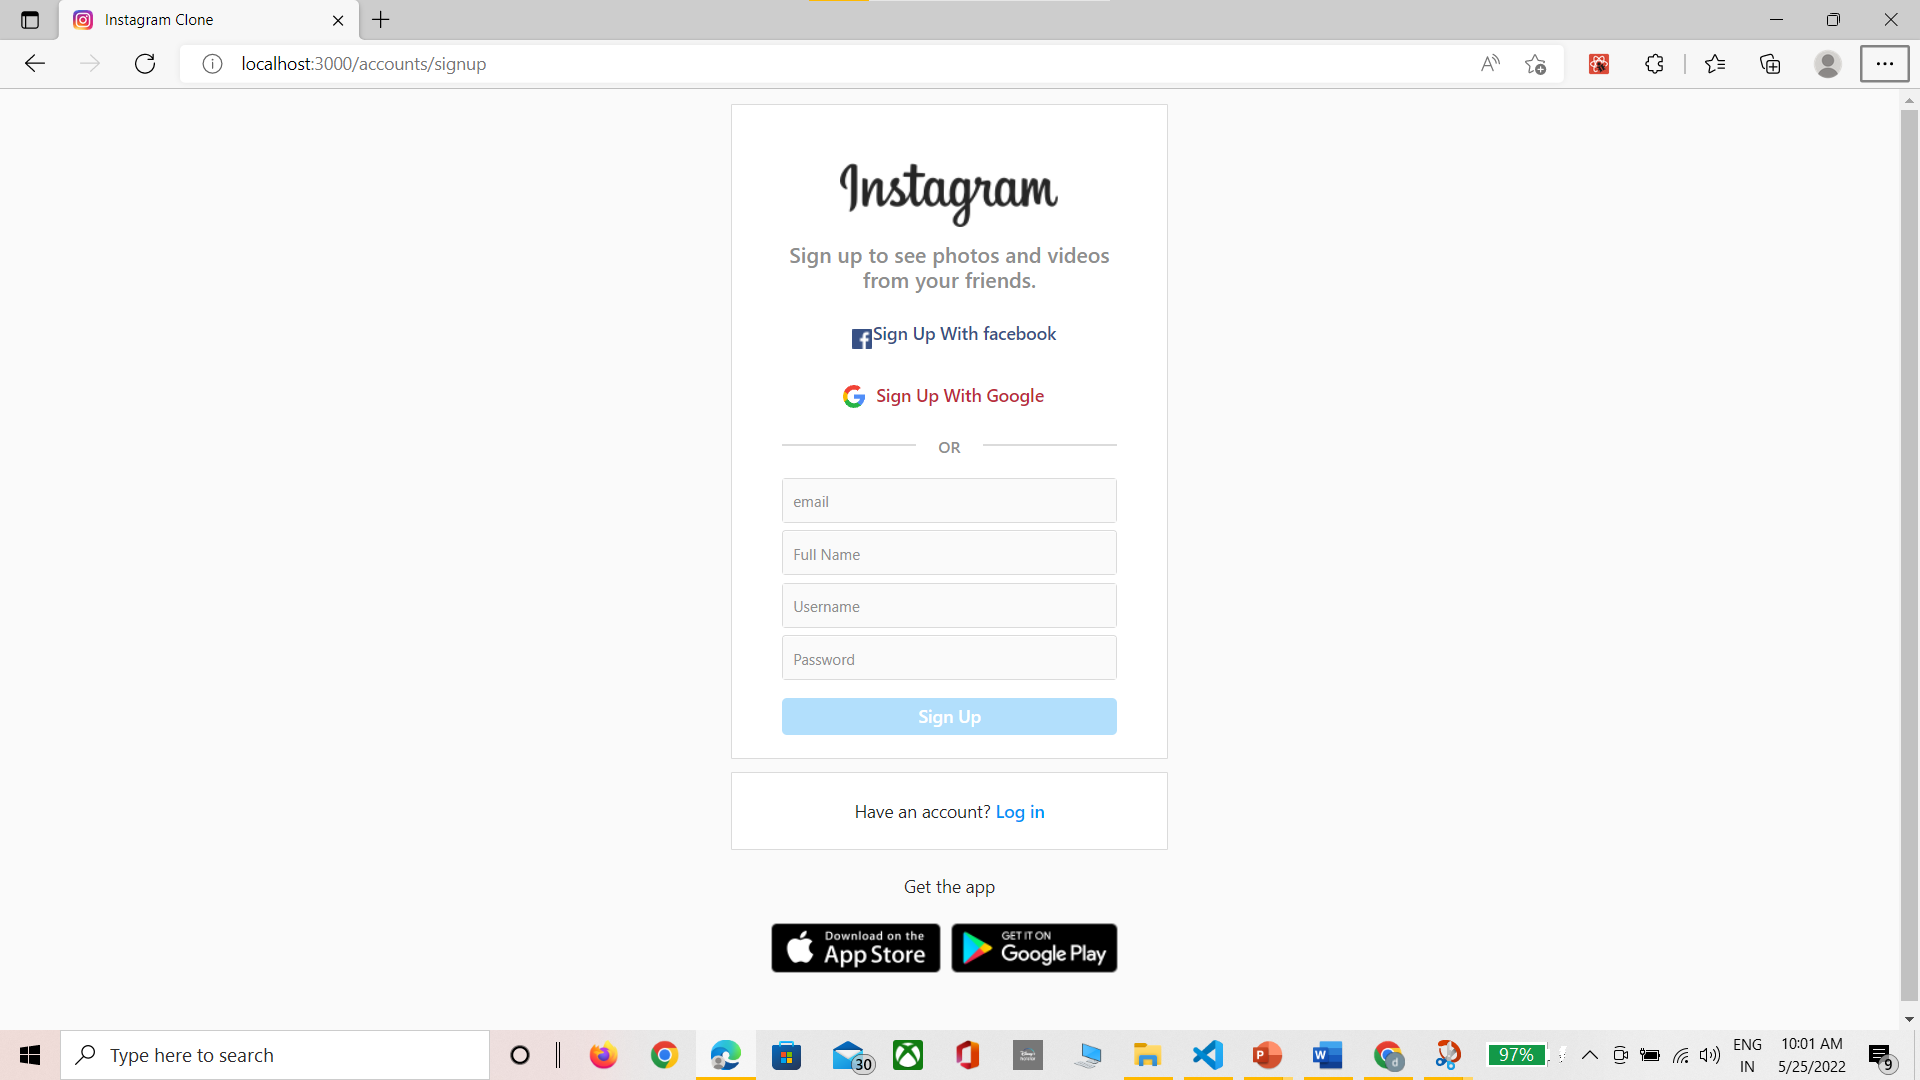 Instagram Clone
localhost:3000/accounts/signup
Instagram
Sign up to see photos and videos
from your friends.
Sign Up With facebook
Sign Up With Google
OR
email
Full Name
Username
Password
Sign Up
Have an account? Log in
Get the app
Download on the
App Store
GET IT ON
Google Play
Type here to search
30
97%
ENG
IN
10:01 AM
5/25/2022
9